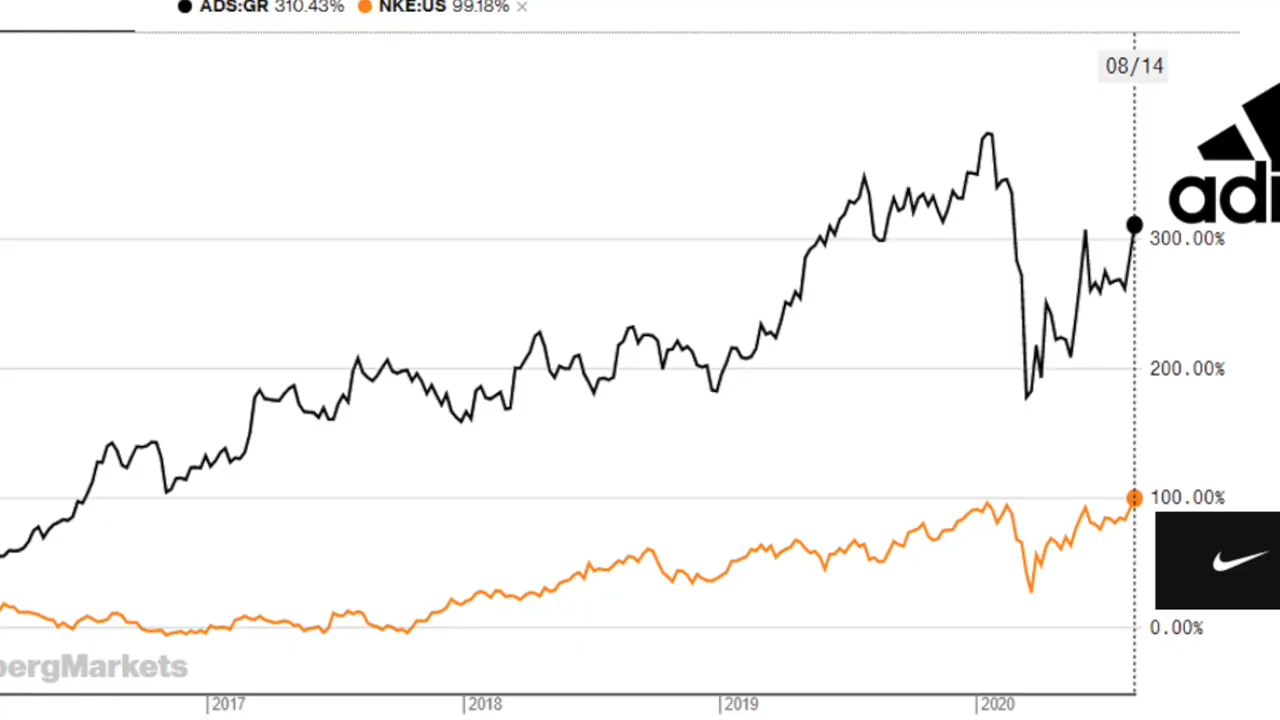 ADS:GR 310.43% NKE:US 99.18% ×
08/14
adi
300.00%
200.00%
100.00%
0.00%
bergMarkets
2017 2018 2019 2020